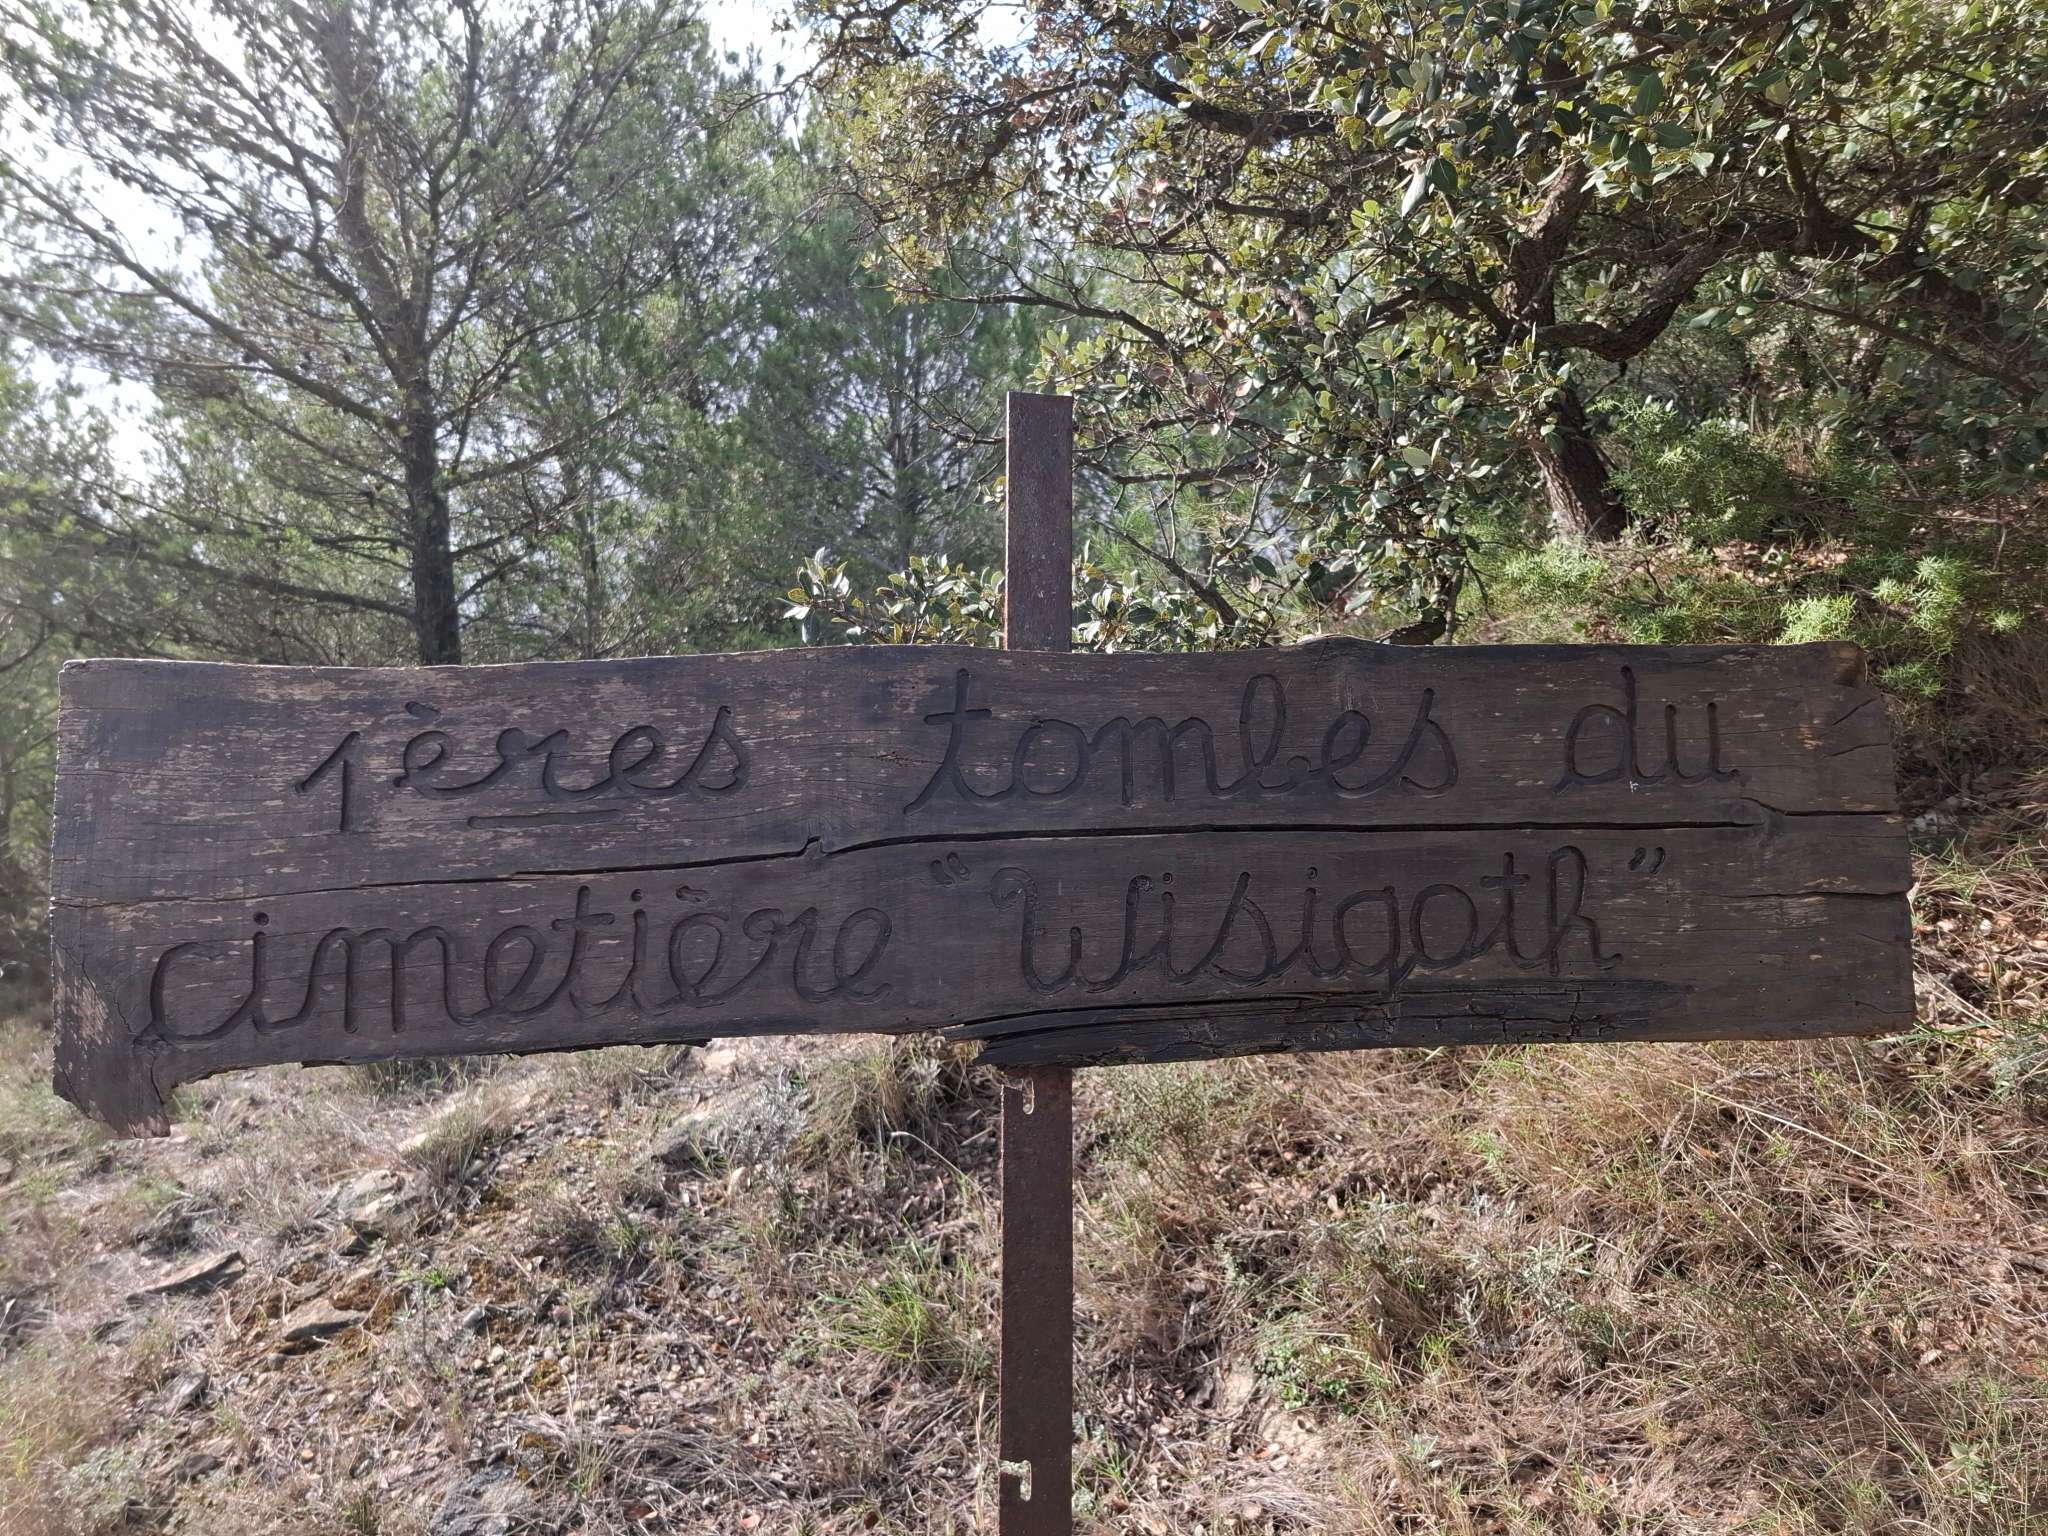 1ères tombes du
cimetière "Wisigoth"